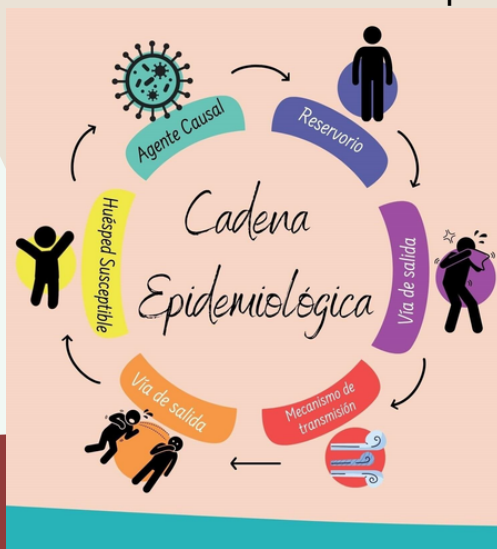 Cadena
Epidemiológica
Agente Causal
Reservorio
Vía de salida
Mecanismo de
transmisión
Vía de salida
Huésped Susceptible